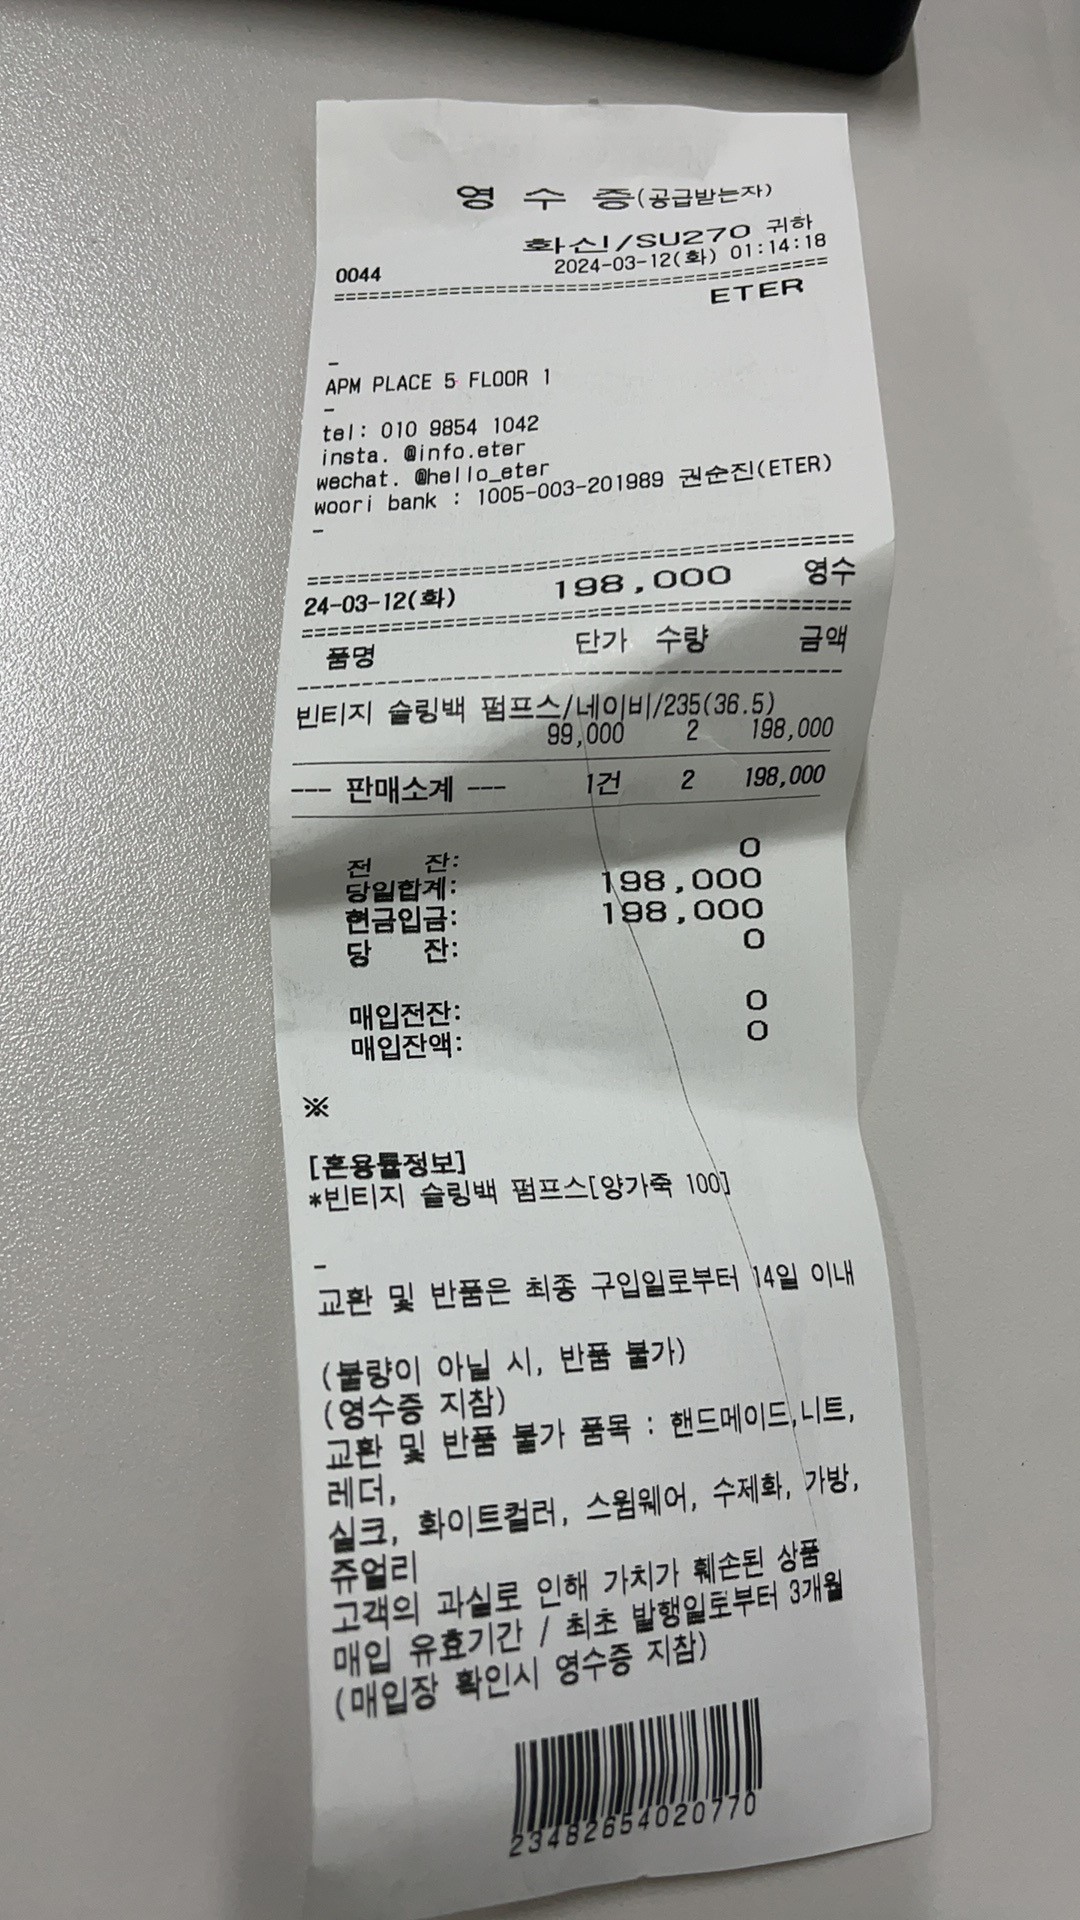 영 수 증(공급받는자)
화신/SU270 귀하
0044 2024-03-12(화) 01:14:18
======================================
ETER
-
APM PLACE 5 FLOOR 1
-
tel: 010 9854 1042
insta. @info.eter
wechat. @hello_eter
woori bank : 1005-003-201989 권순진(ETER)
-
======================================
24-03-12(화) 198,000 영수
======================================
품명 단가 수량 금액
빈티지 슬링백 펌프스/네이비/235(36.5)
99,000 2 198,000
--- 판매소계 --- 1건 2 198,000
전 잔: 0
당일합계: 198,000
현금입금: 198,000
당 잔: 0
매입전잔: 0
매입잔액: 0
※
[혼용률정보]
*빈티지 슬링백 펌프스[양가죽 100]
-
교환 및 반품은 최종 구입일로부터 14일 이내
(불량이 아닐 시, 반품 불가)
(영수증 지참)
교환 및 반품 불가 품목 : 핸드메이드,니트,
레더,
실크, 화이트컬러, 스윔웨어, 수제화, 가방,
쥬얼리
고객의 과실로 인해 가치가 훼손된 상품
매입 유효기간 / 최초 발행일로부터 3개월
(매입장 확인시 영수증 지참)
23482654020770